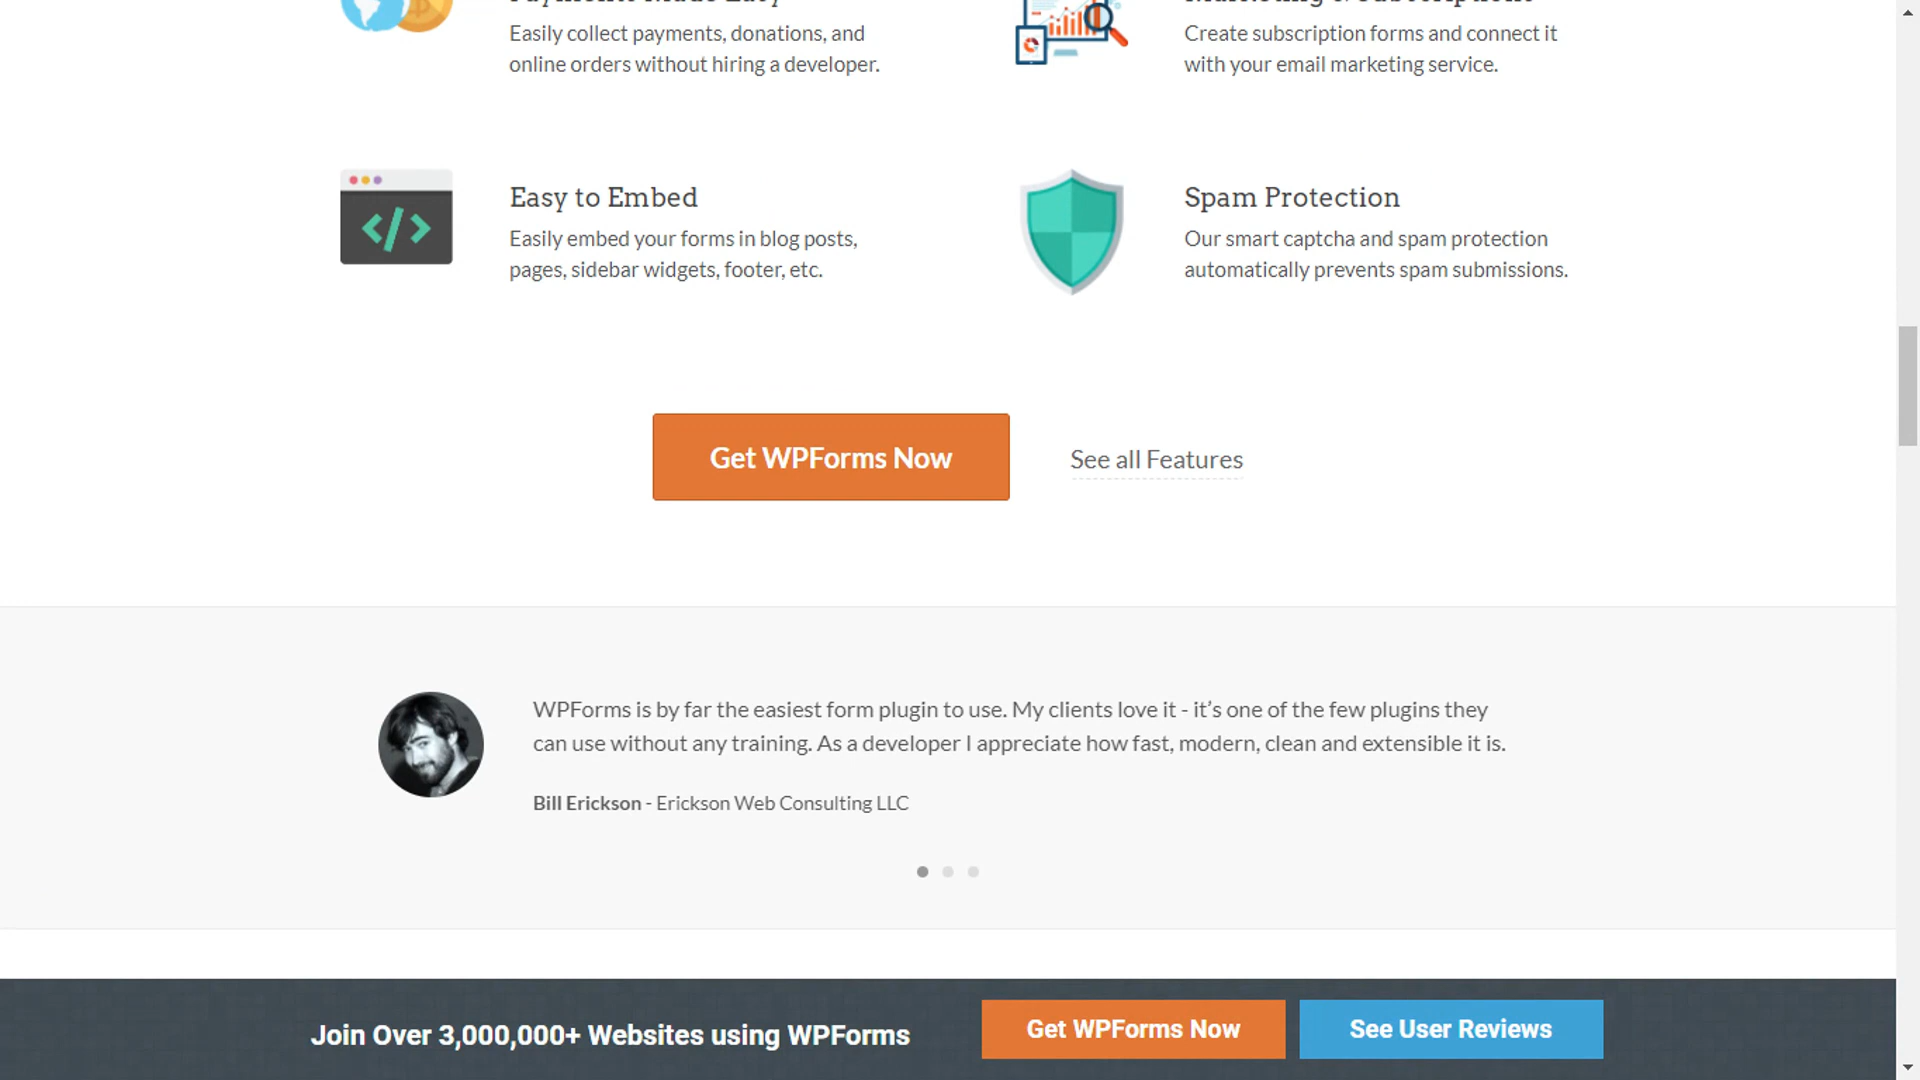 Easily collect payments, donations, and
online orders without hiring a developer.
Create subscription forms and connect it
with your email marketing service.
Easy to Embed
Easily embed your forms in blog posts,
pages, sidebar widgets, footer, etc.
Spam Protection
Our smart captcha and spam protection
automatically prevents spam submissions.
Get WPForms Now
See all Features
WPForms is by far the easiest form plugin to use. My clients love it - it’s one of the few plugins they
can use without any training. As a developer I appreciate how fast, modern, clean and extensible it is.
Bill Erickson - Erickson Web Consulting LLC
Join Over 3,000,000+ Websites using WPForms
Get WPForms Now
See User Reviews